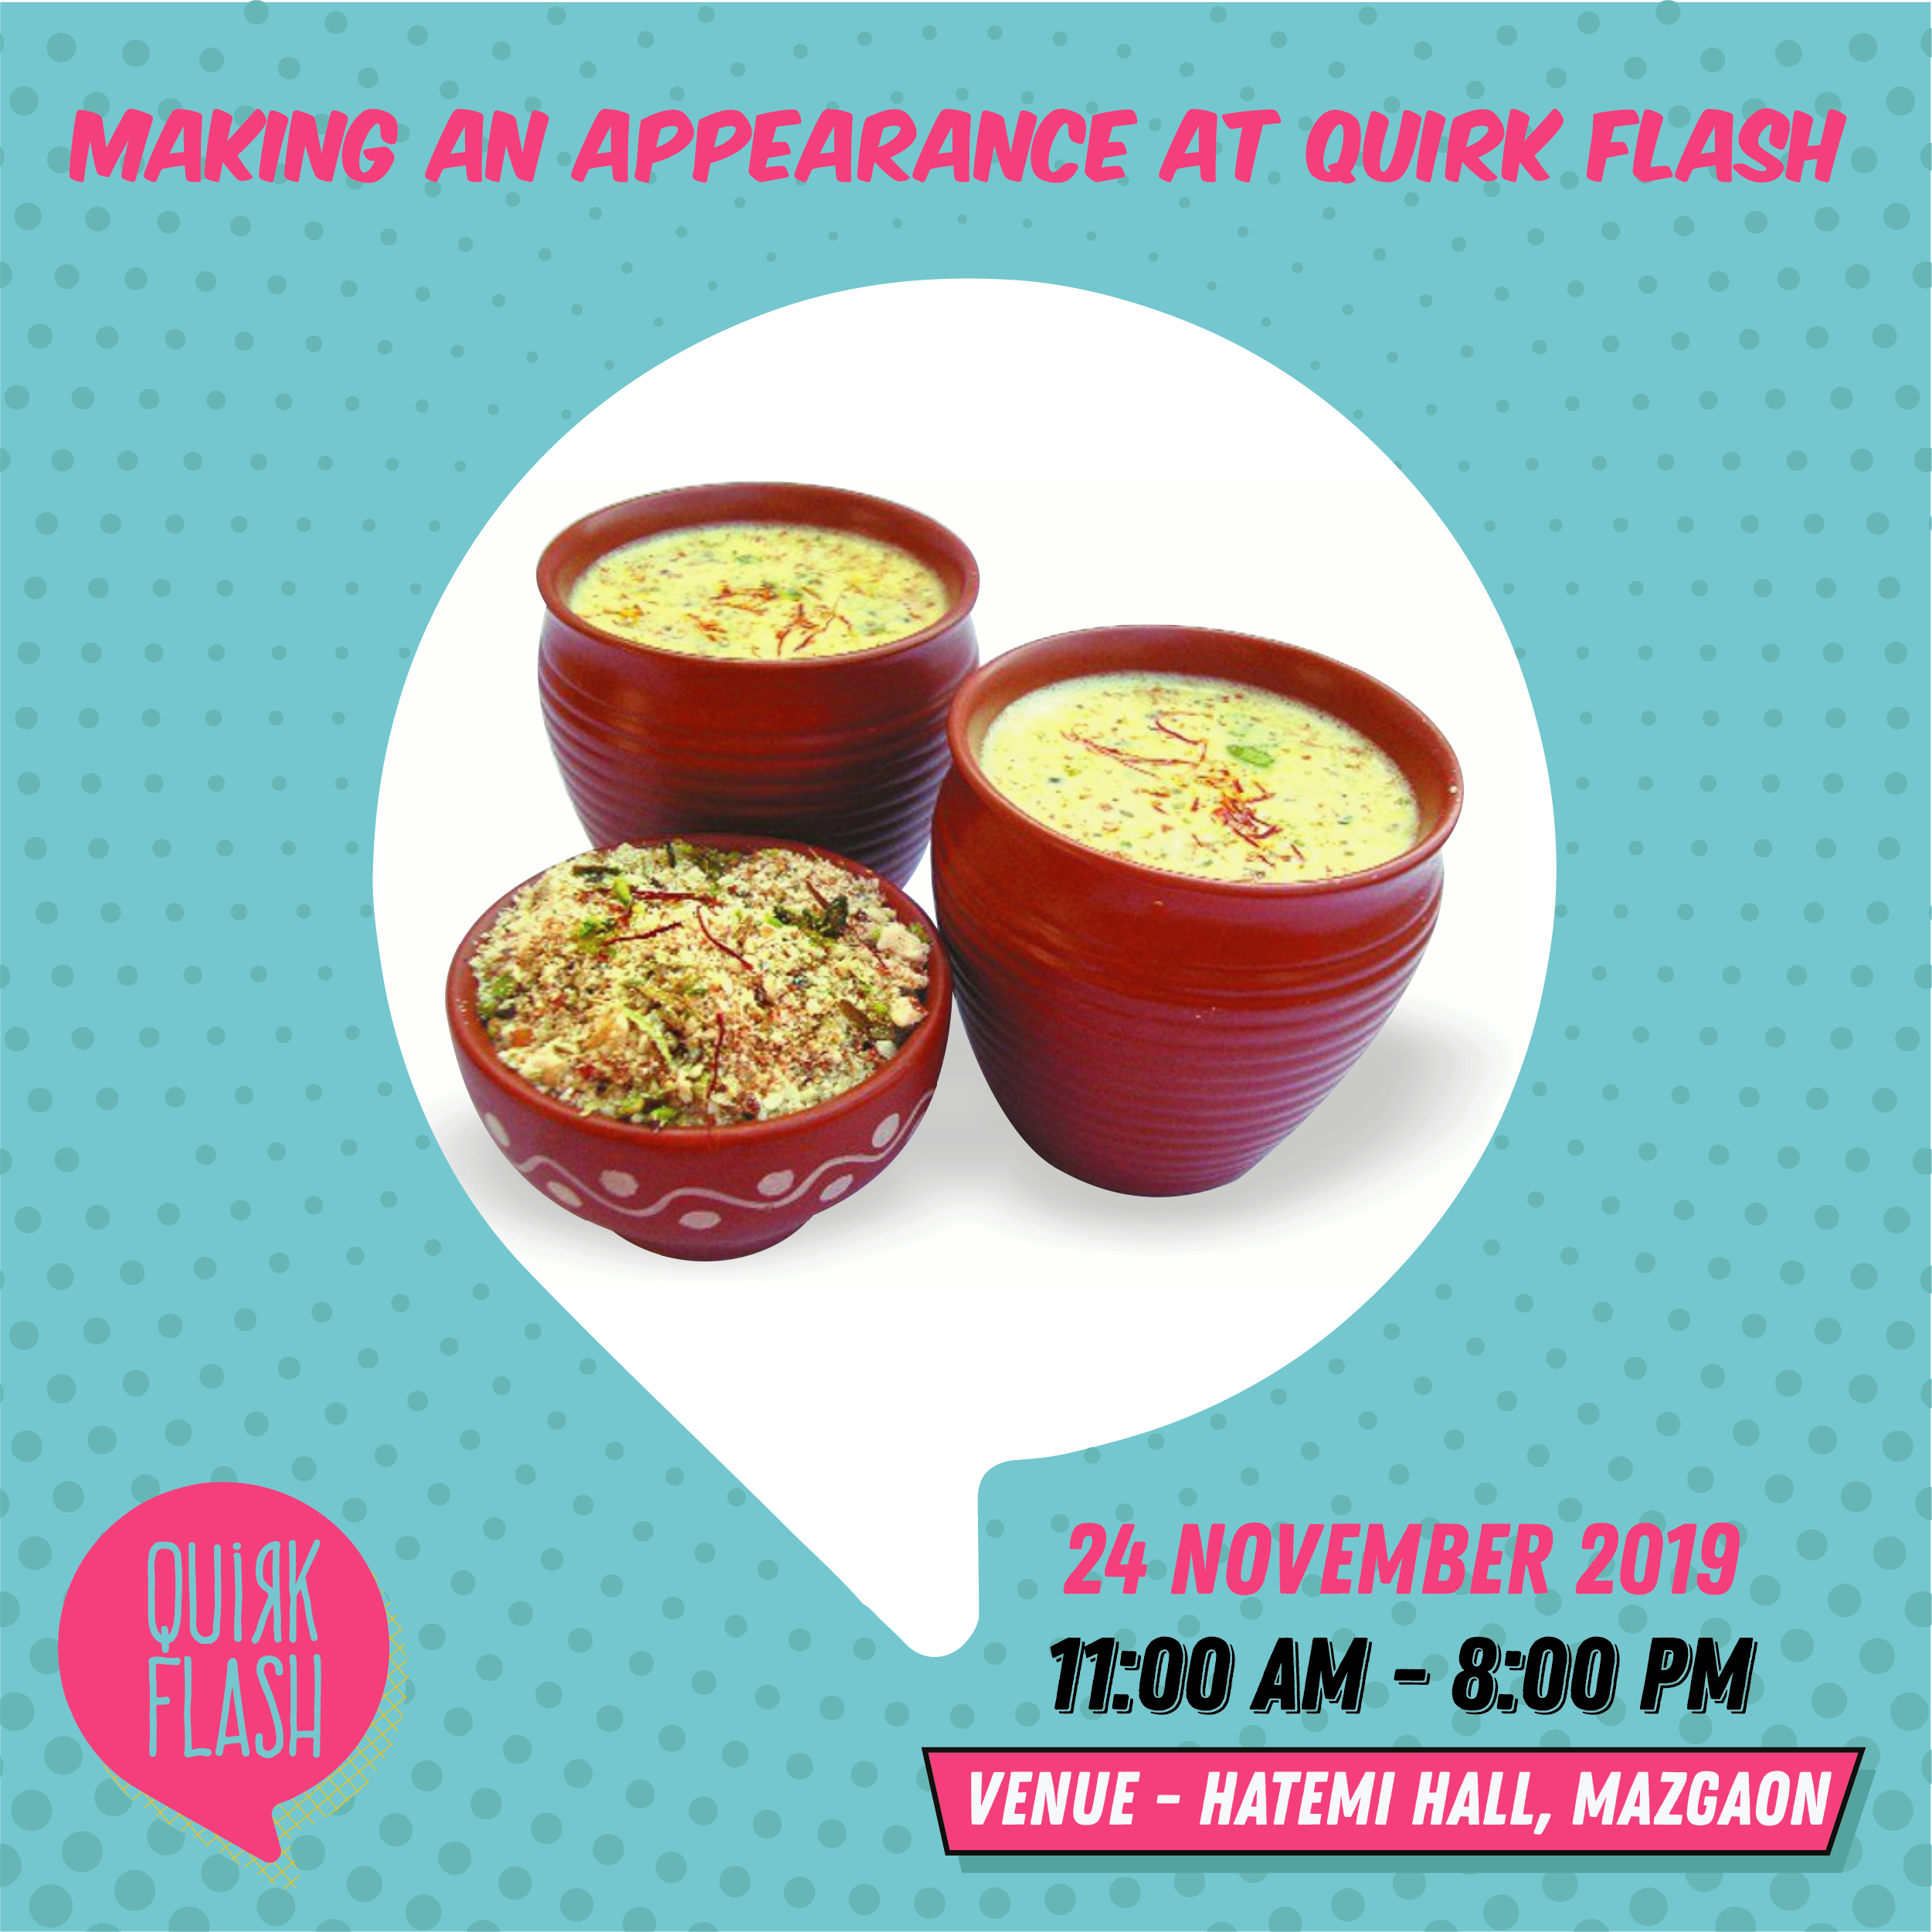 MAKING AN APPEARANCE AT QUIRK FLASH
24 NOVEMBER 2019
11:00 AM - 8:00 PM
VENUE - HATEMI HALL, MAZGAON
QUIRK
FLASH